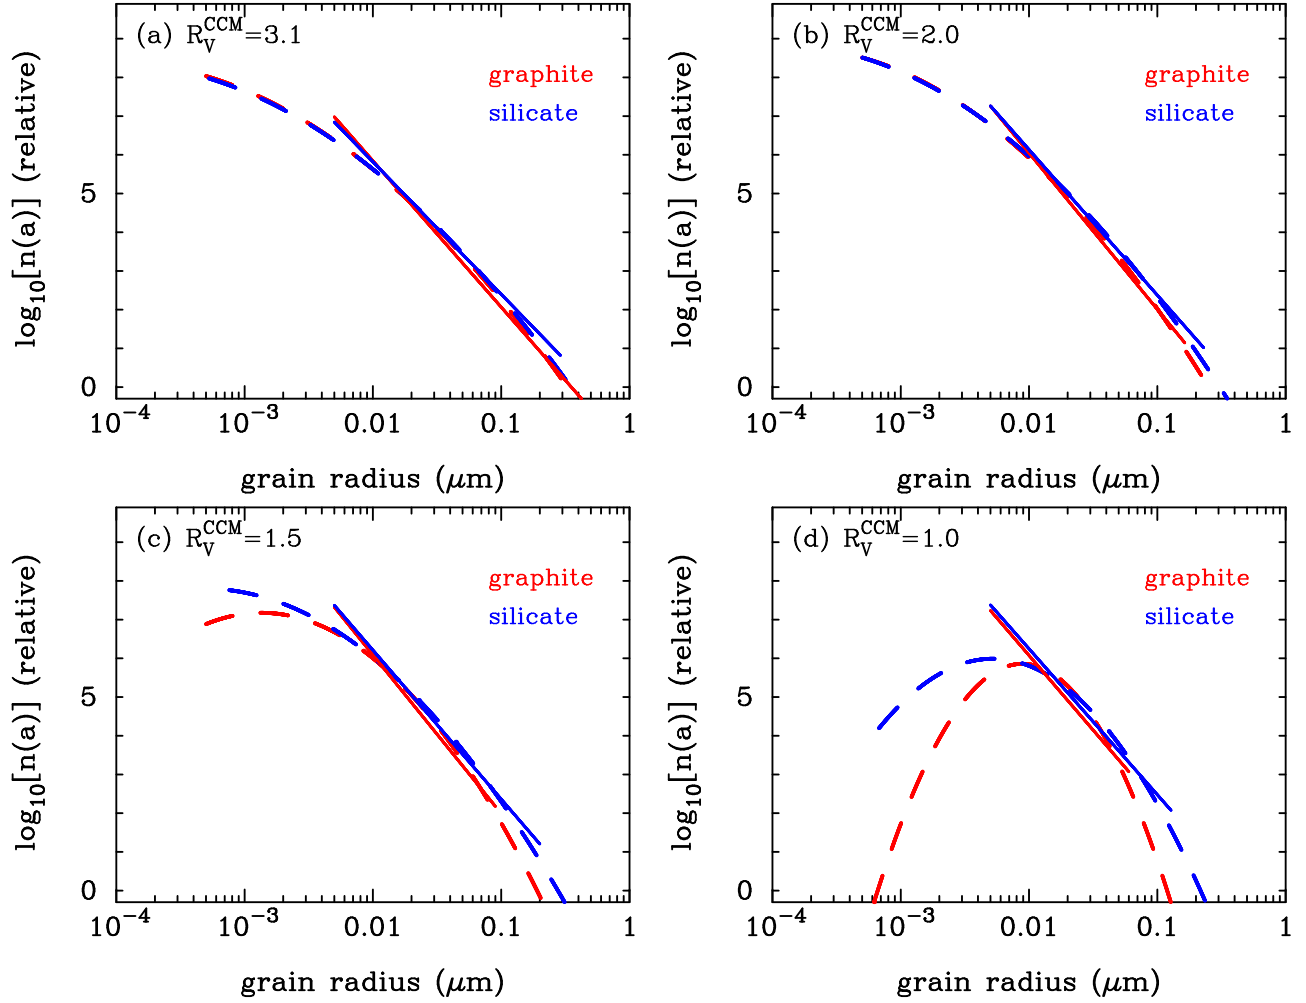 (a) R_V^CCM=3.1
graphite
silicate
log10[n(a)] (relative)
5
0
10−4 10−3 0.01 0.1 1
grain radius (μm)
(b) R_V^CCM=2.0
graphite
silicate
log10[n(a)] (relative)
5
0
10−4 10−3 0.01 0.1 1
grain radius (μm)
(c) R_V^CCM=1.5
graphite
silicate
log10[n(a)] (relative)
5
0
10−4 10−3 0.01 0.1 1
grain radius (μm)
(d) R_V^CCM=1.0
graphite
silicate
log10[n(a)] (relative)
5
0
10−4 10−3 0.01 0.1 1
grain radius (μm)